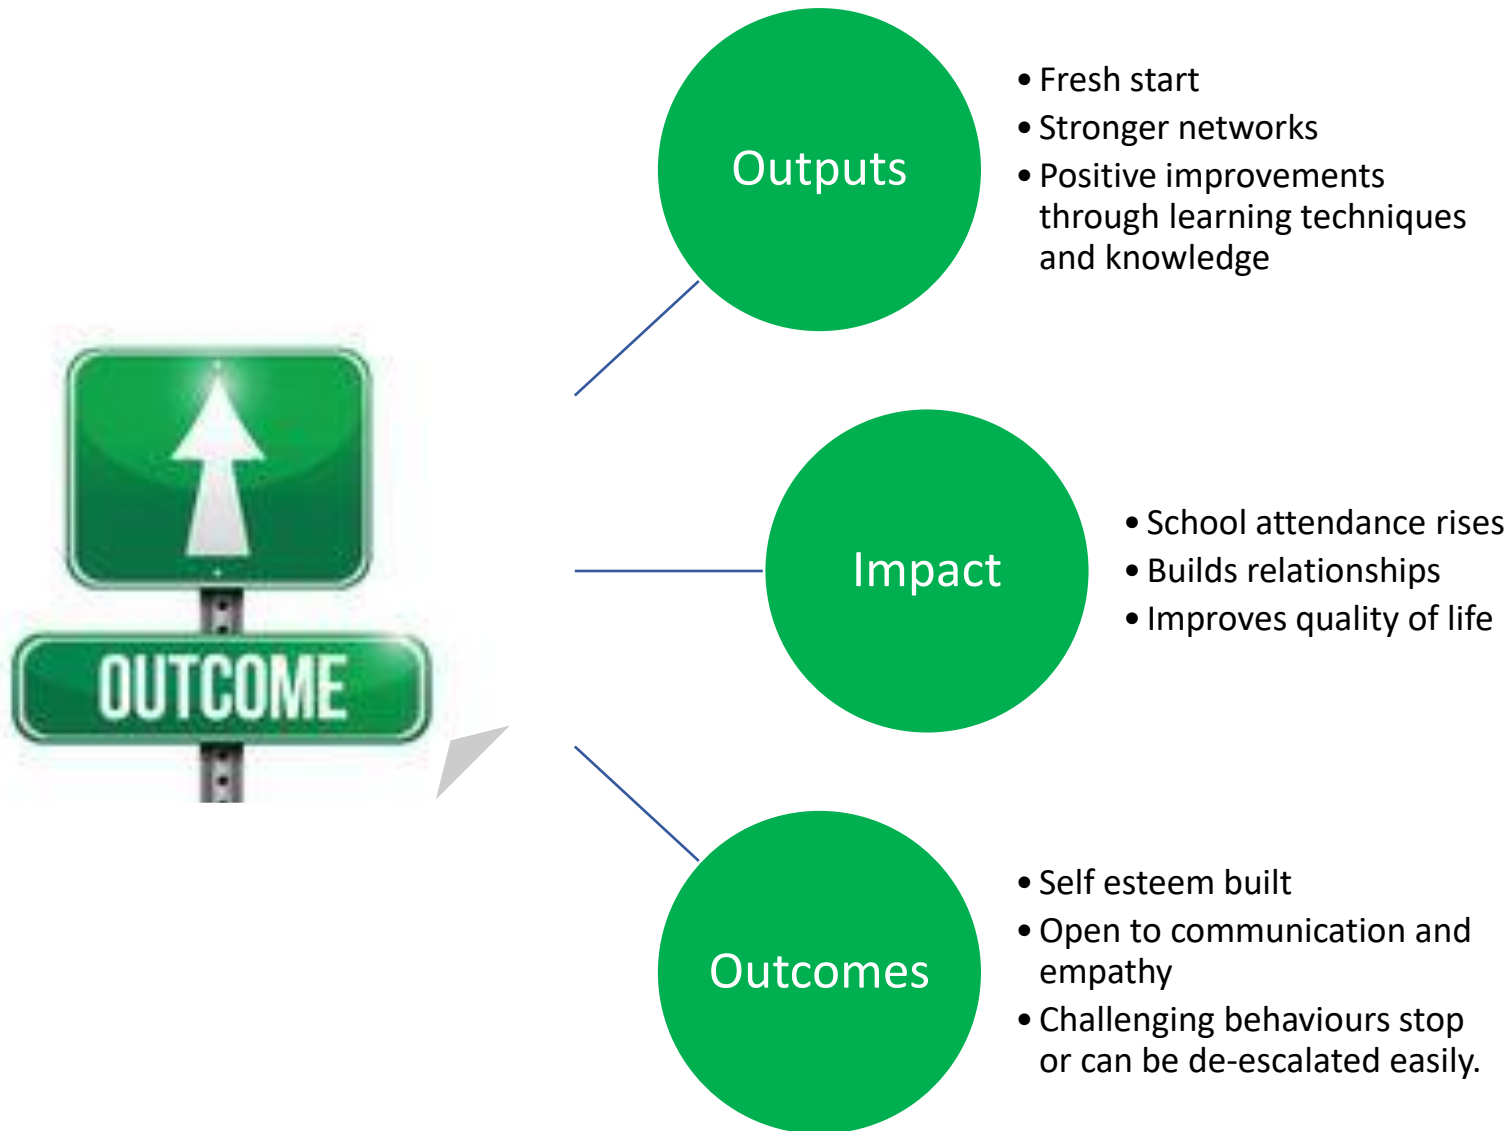 Outputs
• Fresh start
• Stronger networks
• Positive improvements
through learning techniques
and knowledge
OUTCOME
Impact
• School attendance rises
• Builds relationships
• Improves quality of life
Outcomes
• Self esteem built
• Open to communication and
empathy
• Challenging behaviours stop
or can be de-escalated easily.